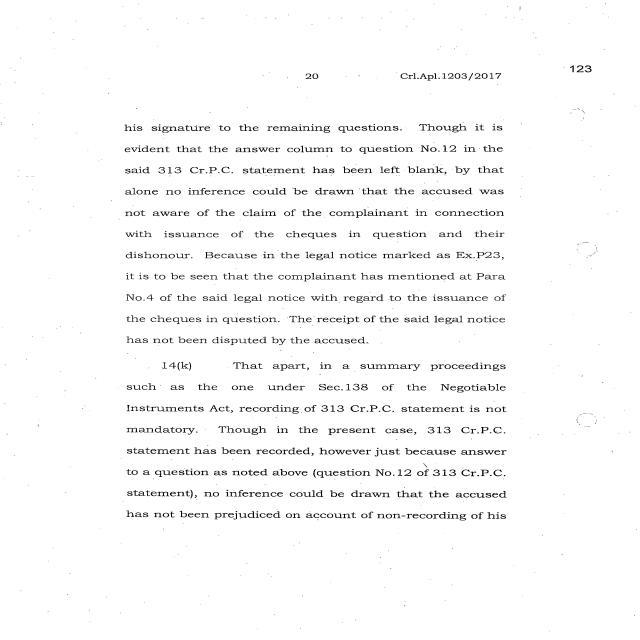 123
20 Crl.Apl.1203/2017
his signature to the remaining questions. Though it is
evident that the answer column to question No.12 in the
said 313 Cr.P.C. statement has been left blank, by that
alone no inference could be drawn that the accused was
not aware of the claim of the complainant in connection
with issuance of the cheques in question and their
dishonour. Because in the legal notice marked as Ex.P23,
it is to be seen that the complainant has mentioned at Para
No.4 of the said legal notice with regard to the issuance of
the cheques in question. The receipt of the said legal notice
has not been disputed by the accused.
14(k) That apart, in a summary proceedings
such as the one under Sec.138 of the Negotiable
Instruments Act, recording of 313 Cr.P.C. statement is not
mandatory. Though in the present case, 313 Cr.P.C.
statement has been recorded, however just because answer
to a question as noted above (question No.12 of 313 Cr.P.C.
statement), no inference could be drawn that the accused
has not been prejudiced on account of non-recording of his